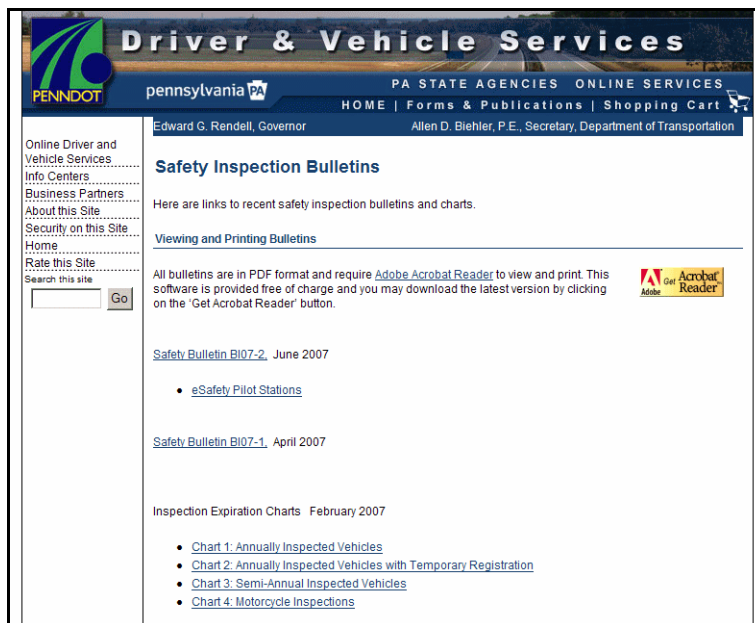 Driver & Vehicle Services
PENNDOT
pennsylvania PA
PA STATE AGENCIES ONLINE SERVICES
HOME | Forms & Publications | Shopping Cart
Edward G. Rendell, Governor
Allen D. Biehler, P.E., Secretary, Department of Transportation
Online Driver and
Vehicle Services
Info Centers
Business Partners
About this Site
Security on this Site
Home
Rate this Site
Search this site
Go
Safety Inspection Bulletins
Here are links to recent safety inspection bulletins and charts.
Viewing and Printing Bulletins
All bulletins are in PDF format and require Adobe Acrobat Reader to view and print. This
software is provided free of charge and you may download the latest version by clicking
on the 'Get Acrobat Reader' button.
Adobe
Get Acrobat
Reader
Safety Bulletin BI07-2, June 2007
• eSafety Pilot Stations
Safety Bulletin BI07-1, April 2007
Inspection Expiration Charts February 2007
• Chart 1: Annually Inspected Vehicles
• Chart 2: Annually Inspected Vehicles with Temporary Registration
• Chart 3: Semi-Annual Inspected Vehicles
• Chart 4: Motorcycle Inspections